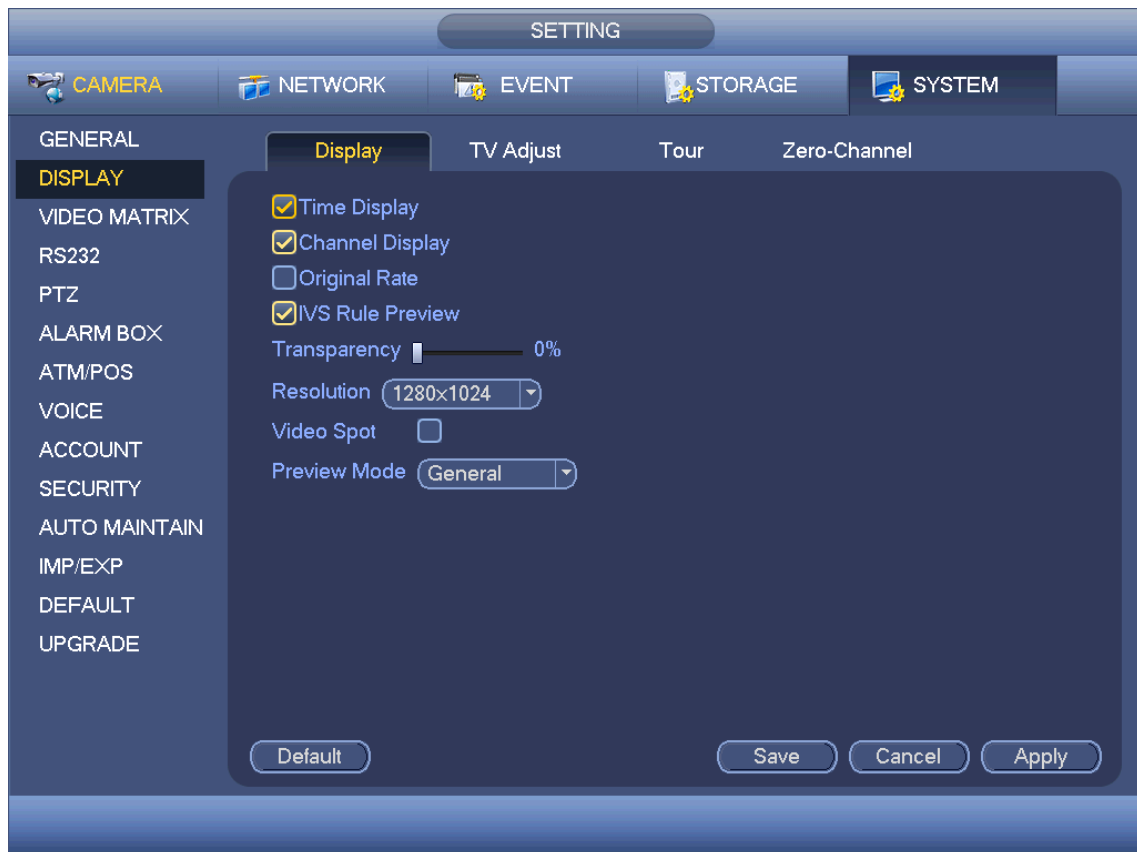 SETTING
CAMERA NETWORK EVENT STORAGE SYSTEM
GENERAL
DISPLAY
VIDEO MATRIX
RS232
PTZ
ALARM BOX
ATM/POS
VOICE
ACCOUNT
SECURITY
AUTO MAINTAIN
IMP/EXP
DEFAULT
UPGRADE
Display TV Adjust Tour Zero-Channel
Time Display
Channel Display
Original Rate
IVS Rule Preview
Transparency 0%
Resolution 1280×1024
Video Spot
Preview Mode General
Default Save Cancel Apply